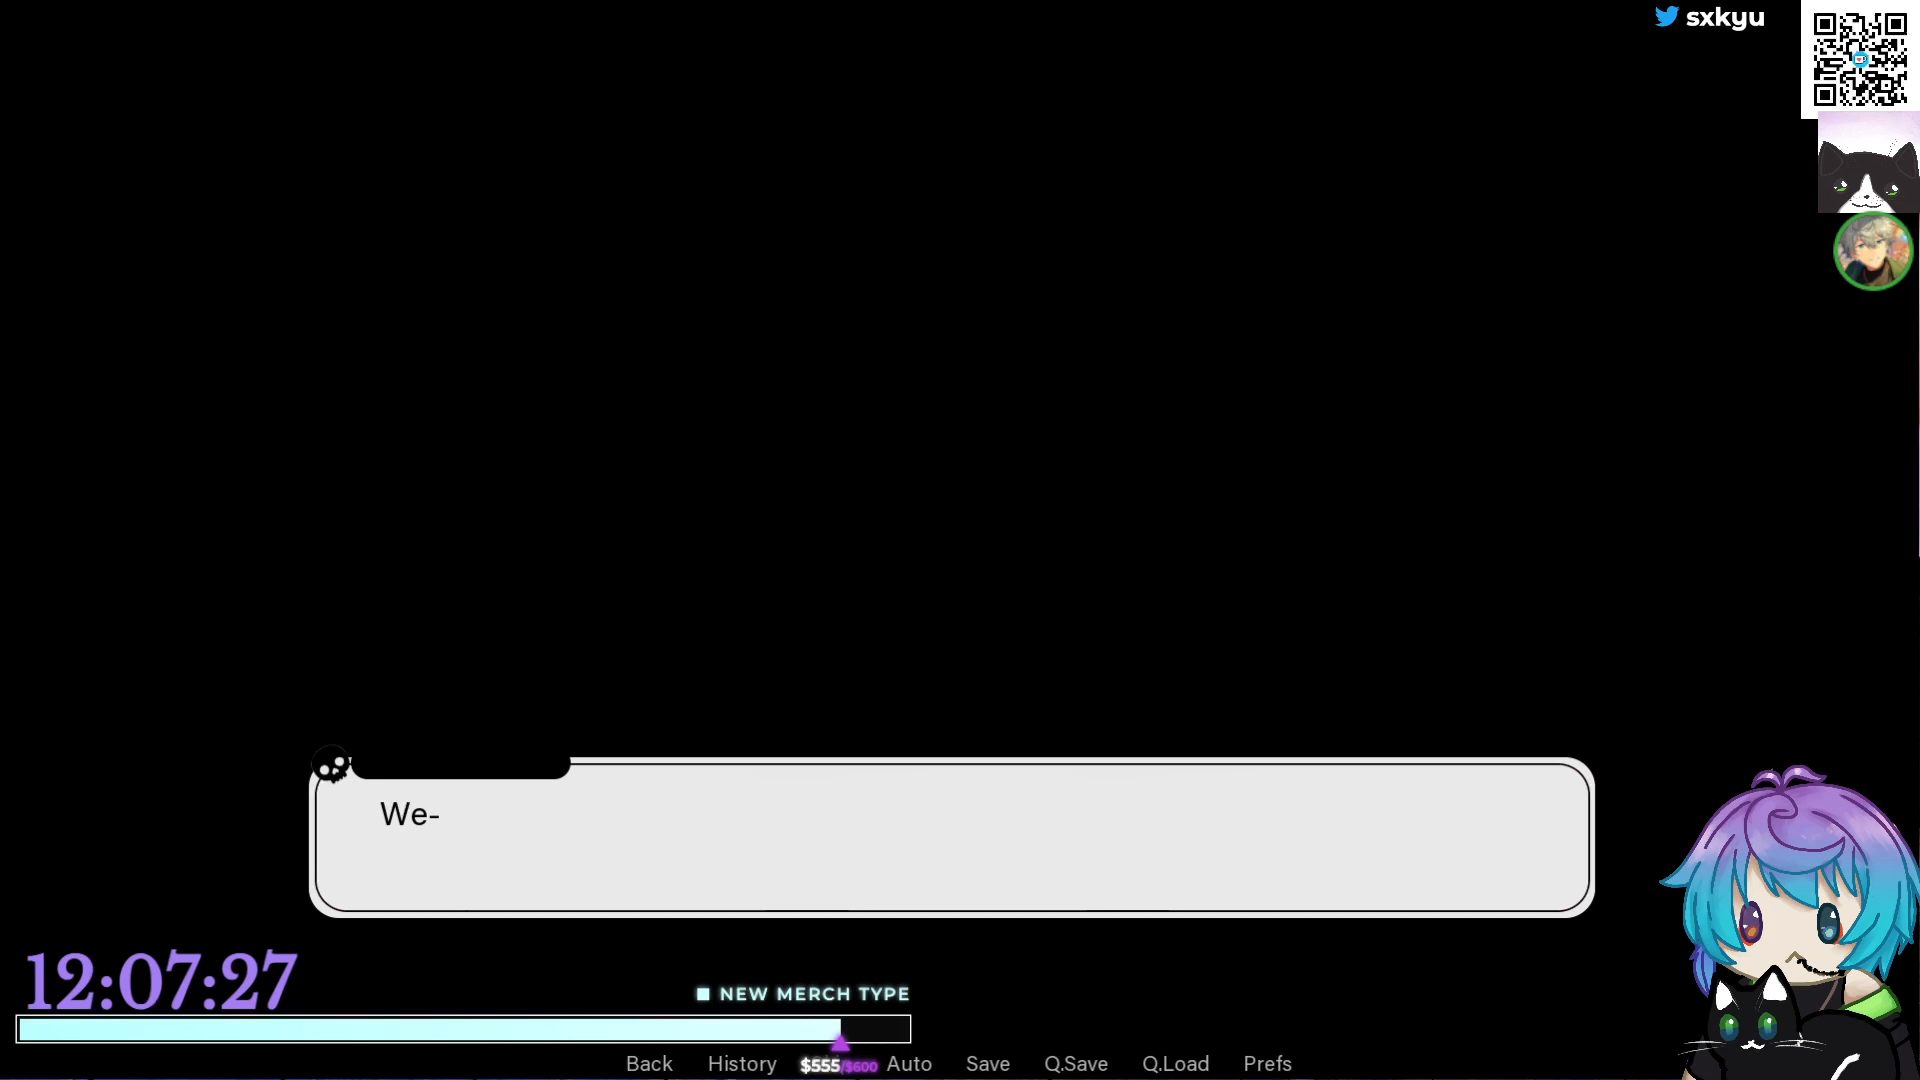 sxkyu
We-
12:07:27
NEW MERCH TYPE
$555/$600
Back History Auto Save Q.Save Q.Load Prefs